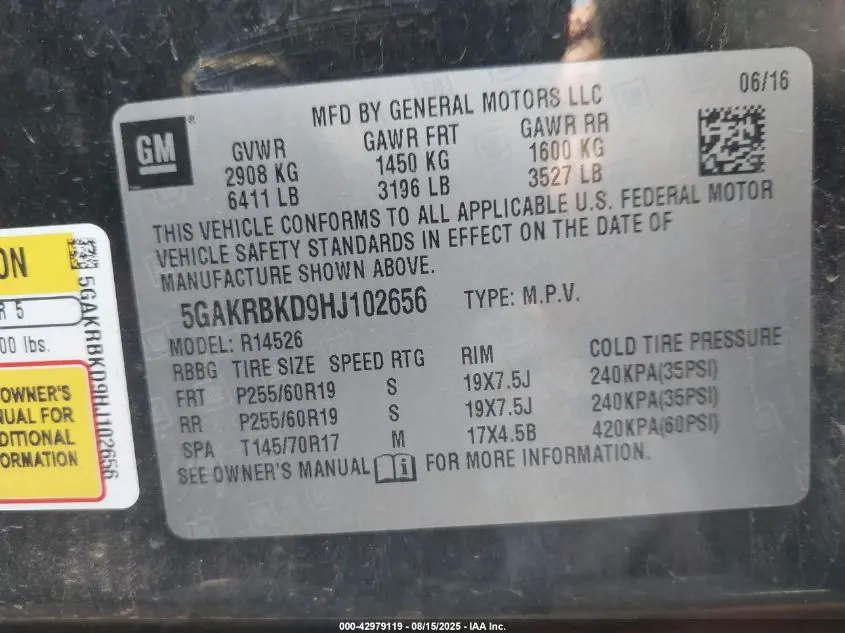 06/16
MFD BY GENERAL MOTORS LLC
GM ®
GVWR GAWR FRT GAWR RR
2908 KG 1450 KG 1600 KG
6411 LB 3196 LB 3527 LB
THIS VEHICLE CONFORMS TO ALL APPLICABLE U.S. FEDERAL MOTOR
VEHICLE SAFETY STANDARDS IN EFFECT ON THE DATE OF
MANUFACTURE SHOWN ABOVE.
5GAKRBKD9HJ102656 TYPE: M.P.V.
MODEL: R14526
RBBG TIRE SIZE SPEED RTG RIM COLD TIRE PRESSURE
FRT P255/60R19 S 19X7.5J 240KPA(35PSI)
RR P255/60R19 S 19X7.5J 240KPA(35PSI)
SPA T145/70R17 M 17X4.5B 420KPA(60PSI)
SEE OWNER'S MANUAL i FOR MORE INFORMATION.
ON
R 5
00 lbs.
OWNER'S
NUAL FOR
DITIONAL
ORMATION
5GAKRBKD9HJ102656
000-42979119 - 08/15/2025 - IAA Inc.